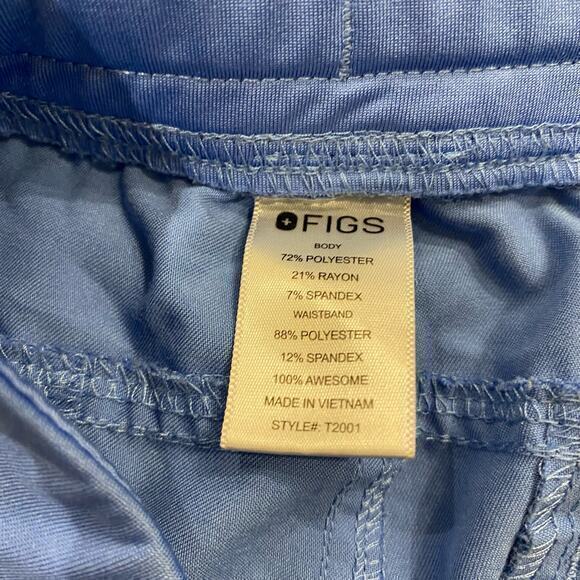 FIGS
BODY
72% POLYESTER
21% RAYON
7% SPANDEX
WAISTBAND
88% POLYESTER
12% SPANDEX
100% AWESOME
MADE IN VIETNAM
STYLE#: T2001